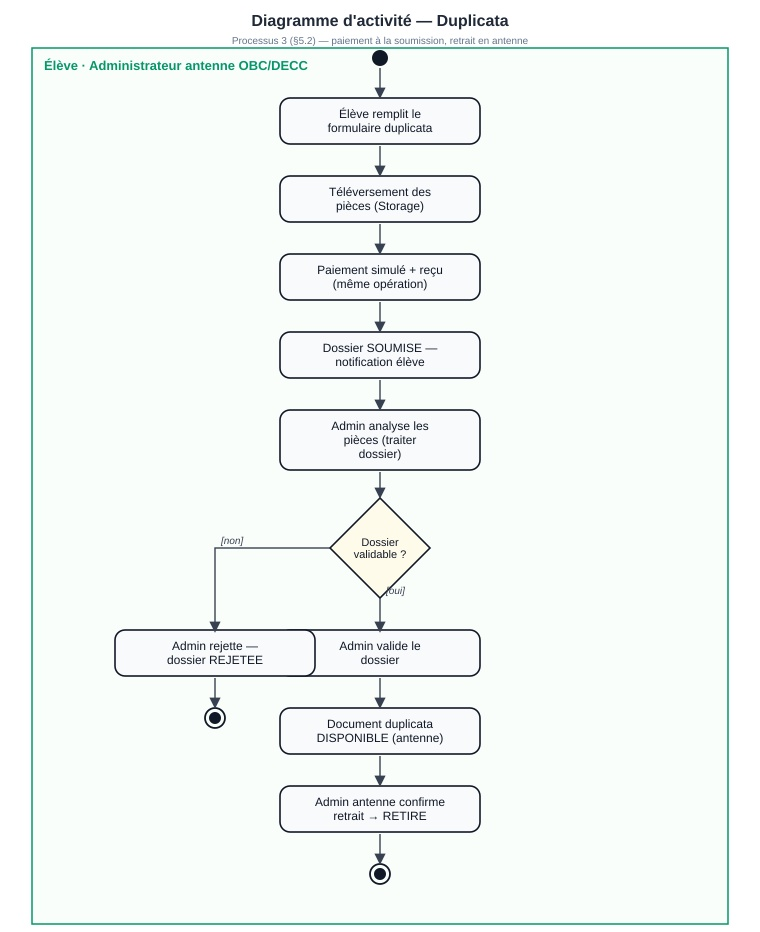 Diagramme d'activité — Duplicata
Processus 3 (§5.2) — paiement à la soumission, retrait en antenne
Élève · Administrateur antenne OBC/DECC
Élève remplit le
formulaire duplicata
Téléversement des
pièces (Storage)
Paiement simulé + reçu
(même opération)
Dossier SOUMISE —
notification élève
Admin analyse les
pièces (traiter
dossier)
Dossier
validable ?
[non]
[oui]
Admin rejette —
dossier REJETEE
Admin valide le
dossier
Document duplicata
DISPONIBLE (antenne)
Admin antenne confirme
retrait → RETIRE